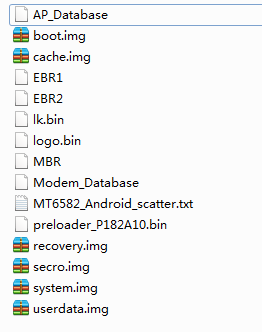 AP_Database
boot.img
cache.img
EBR1
EBR2
lk.bin
logo.bin
MBR
Modem_Database
MT6582_Android_scatter.txt
preloader_P182A10.bin
recovery.img
secro.img
system.img
userdata.img